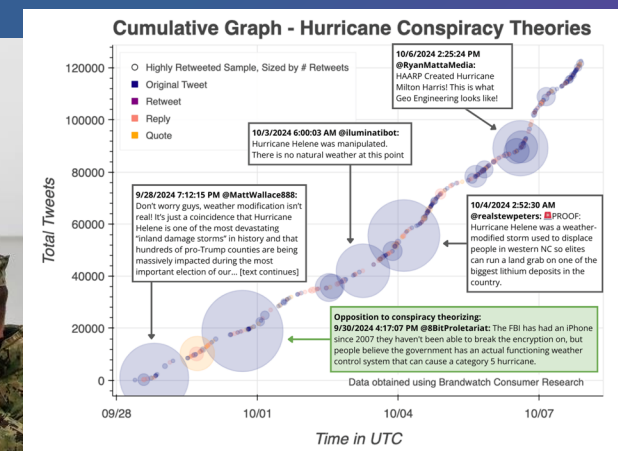 Cumulative Graph - Hurricane Conspiracy Theories
Highly Retweeted Sample, Sized by # Retweets
Original Tweet
Retweet
Reply
Quote
10/6/2024 2:25:24 PM
@RyanMattaMedia:
HAARP Created Hurricane
Milton Harris! This is what
Geo Engineering looks like!
10/3/2024 6:00:03 AM @iluminatibot:
Hurricane Helene was manipulated.
There is no natural weather at this point
9/28/2024 7:12:15 PM @MattWallace888:
Don't worry guys, weather modification isn't
real! It's just a coincidence that Hurricane
Helene is one of the most devastating
"inland damage storms" in history and that
hundreds of pro-Trump counties are being
massively impacted during the most
important election of our... [text continues]
10/4/2024 2:52:30 AM
@realstewpeters: 🚨PROOF:
Hurricane Helene was a weather-
modified storm used to displace
people in western NC so elites
can run a land grab on one of the
biggest lithium deposits in the
country.
Opposition to conspiracy theorizing:
9/30/2024 4:17:07 PM @8BitProletariat: The FBI has had an iPhone
since 2007 they haven't been able to break the encryption on, but
people believe the government has an actual functioning weather
control system that can cause a category 5 hurricane.
Data obtained using Brandwatch Consumer Research
Total Tweets
120000
100000
80000
60000
40000
20000
0
09/28
10/01
10/04
10/07
Time in UTC